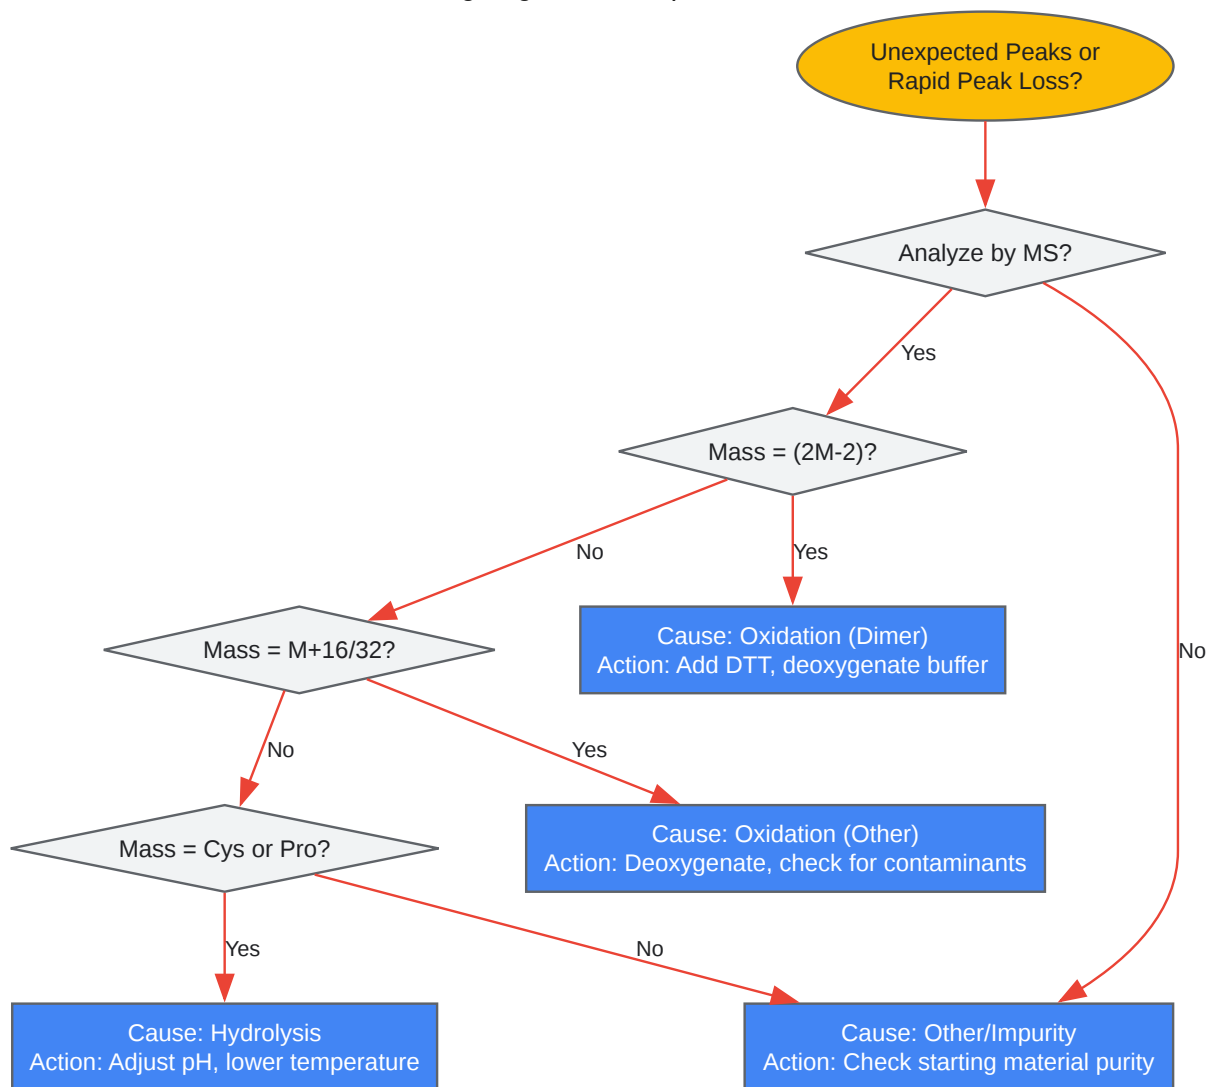 Unexpected Peaks or
Rapid Peak Loss?
Analyze by MS?
Yes
Mass = (2M-2)?
No
Yes
Mass = M+16/32?
Cause: Oxidation (Dimer)
Action: Add DTT, deoxygenate buffer
No
No
Yes
Mass = Cys or Pro?
Cause: Oxidation (Other)
Action: Deoxygenate, check for contaminants
Yes
No
Cause: Hydrolysis
Action: Adjust pH, lower temperature
Cause: Other/Impurity
Action: Check starting material purity